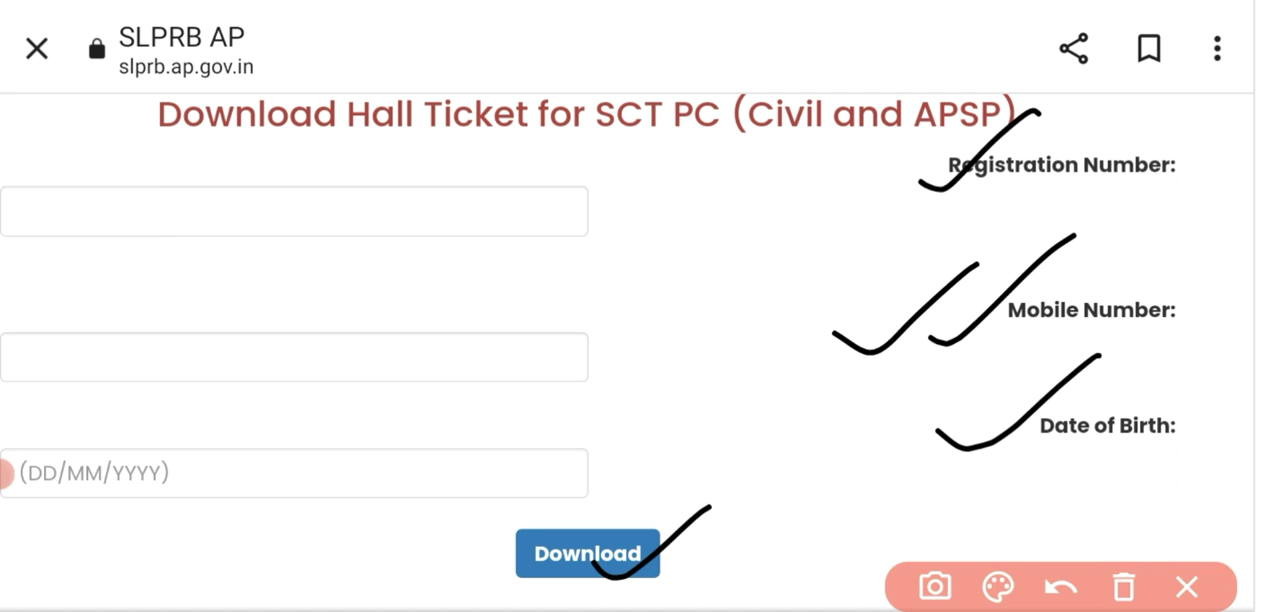 SLPRB AP
slprb.ap.gov.in
Download Hall Ticket for SCT PC (Civil and APSP)
Registration Number:
Mobile Number:
Date of Birth:
(DD/MM/YYYY)
Download